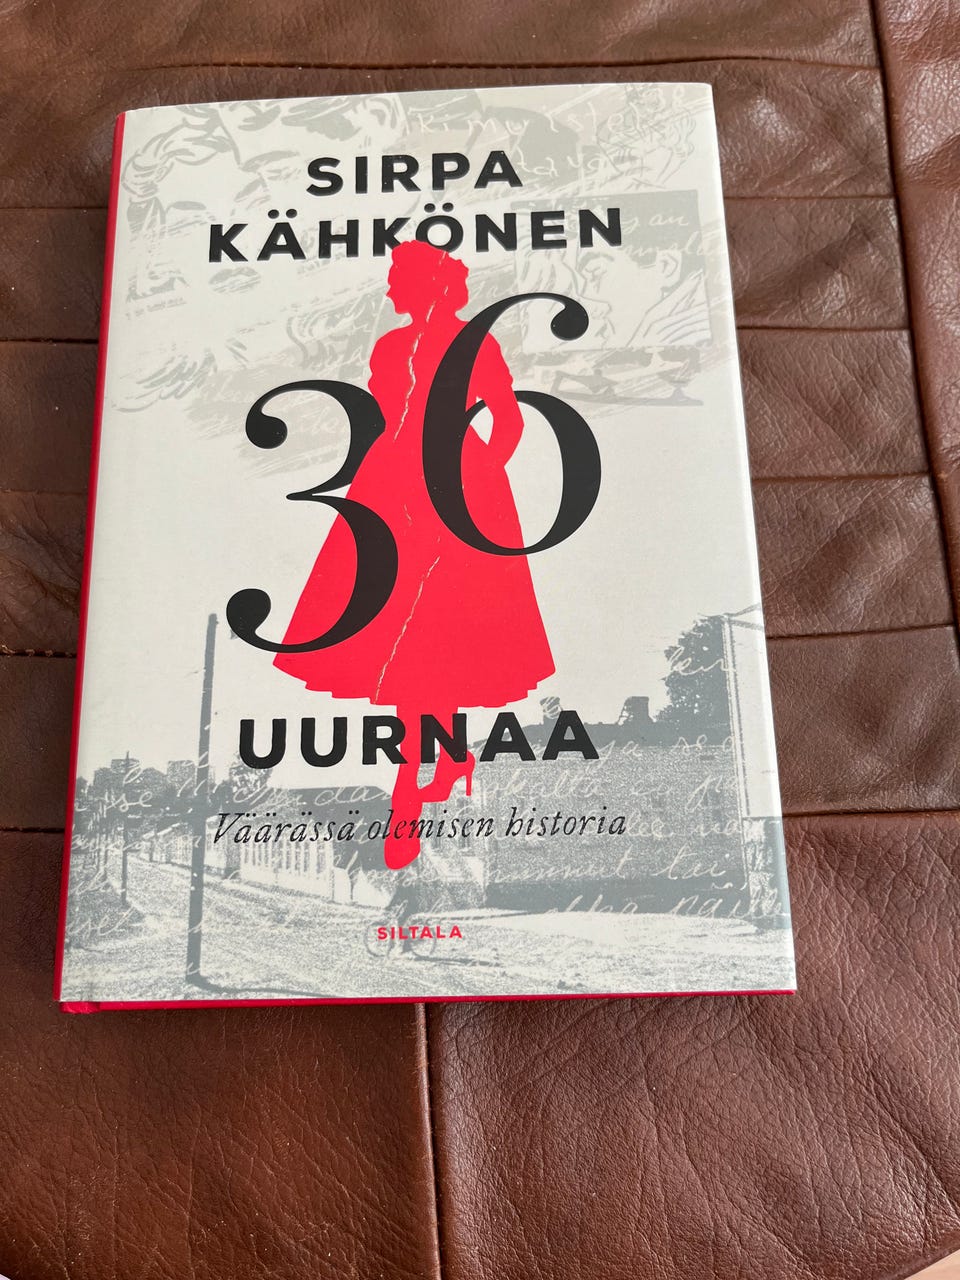 SIRPA
KÄHKÖNEN
36
UURNAA
Väärässä olemisen historia
SILTALA